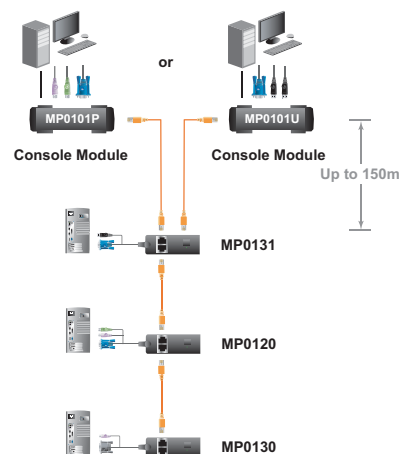 or
MP0101P
MP0101U
Console Module
Console Module
Up to 150m
MP0131
MP0120
MP0130